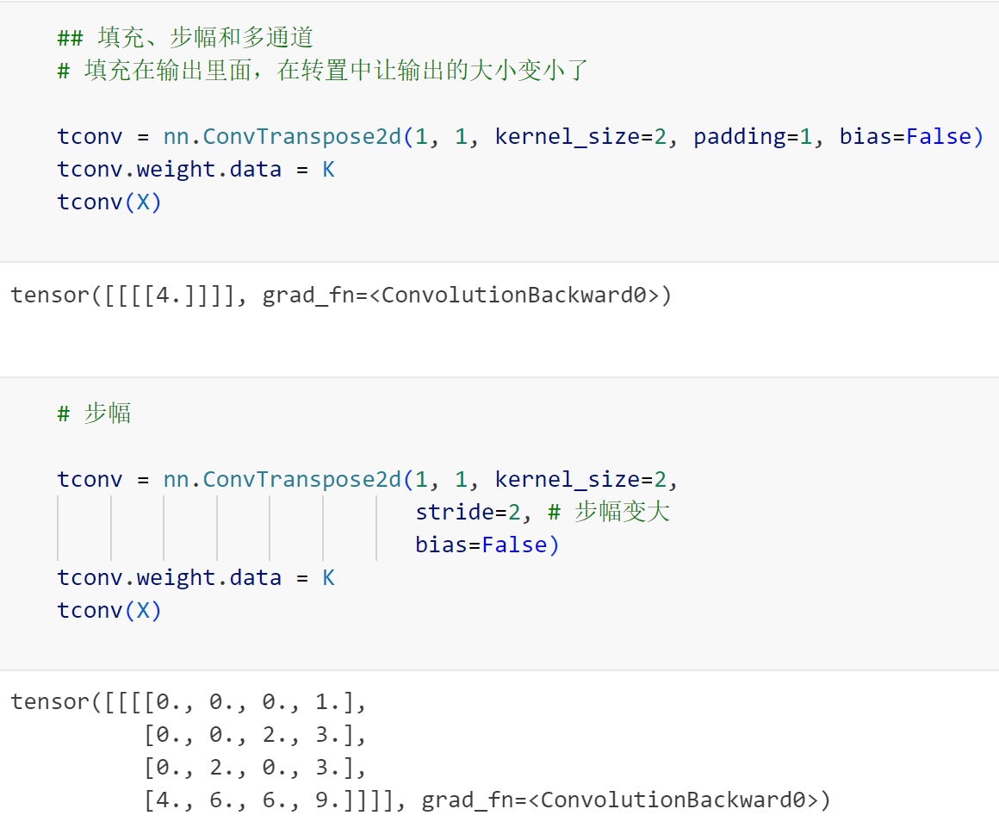 ## 填充、步幅和多通道
# 填充在输出里面，在转置中让输出的大小变小了
tconv = nn.ConvTranspose2d(1, 1, kernel_size=2, padding=1, bias=False)
tconv.weight.data = K
tconv(X)
tensor([[[[4.]]]], grad_fn=<ConvolutionBackward0>)
# 步幅
tconv = nn.ConvTranspose2d(1, 1, kernel_size=2,
stride=2, # 步幅变大
bias=False)
tconv.weight.data = K
tconv(X)
tensor([[[[0., 0., 0., 1.],
[0., 0., 2., 3.],
[0., 2., 0., 3.],
[4., 6., 6., 9.]]]], grad_fn=<ConvolutionBackward0>)